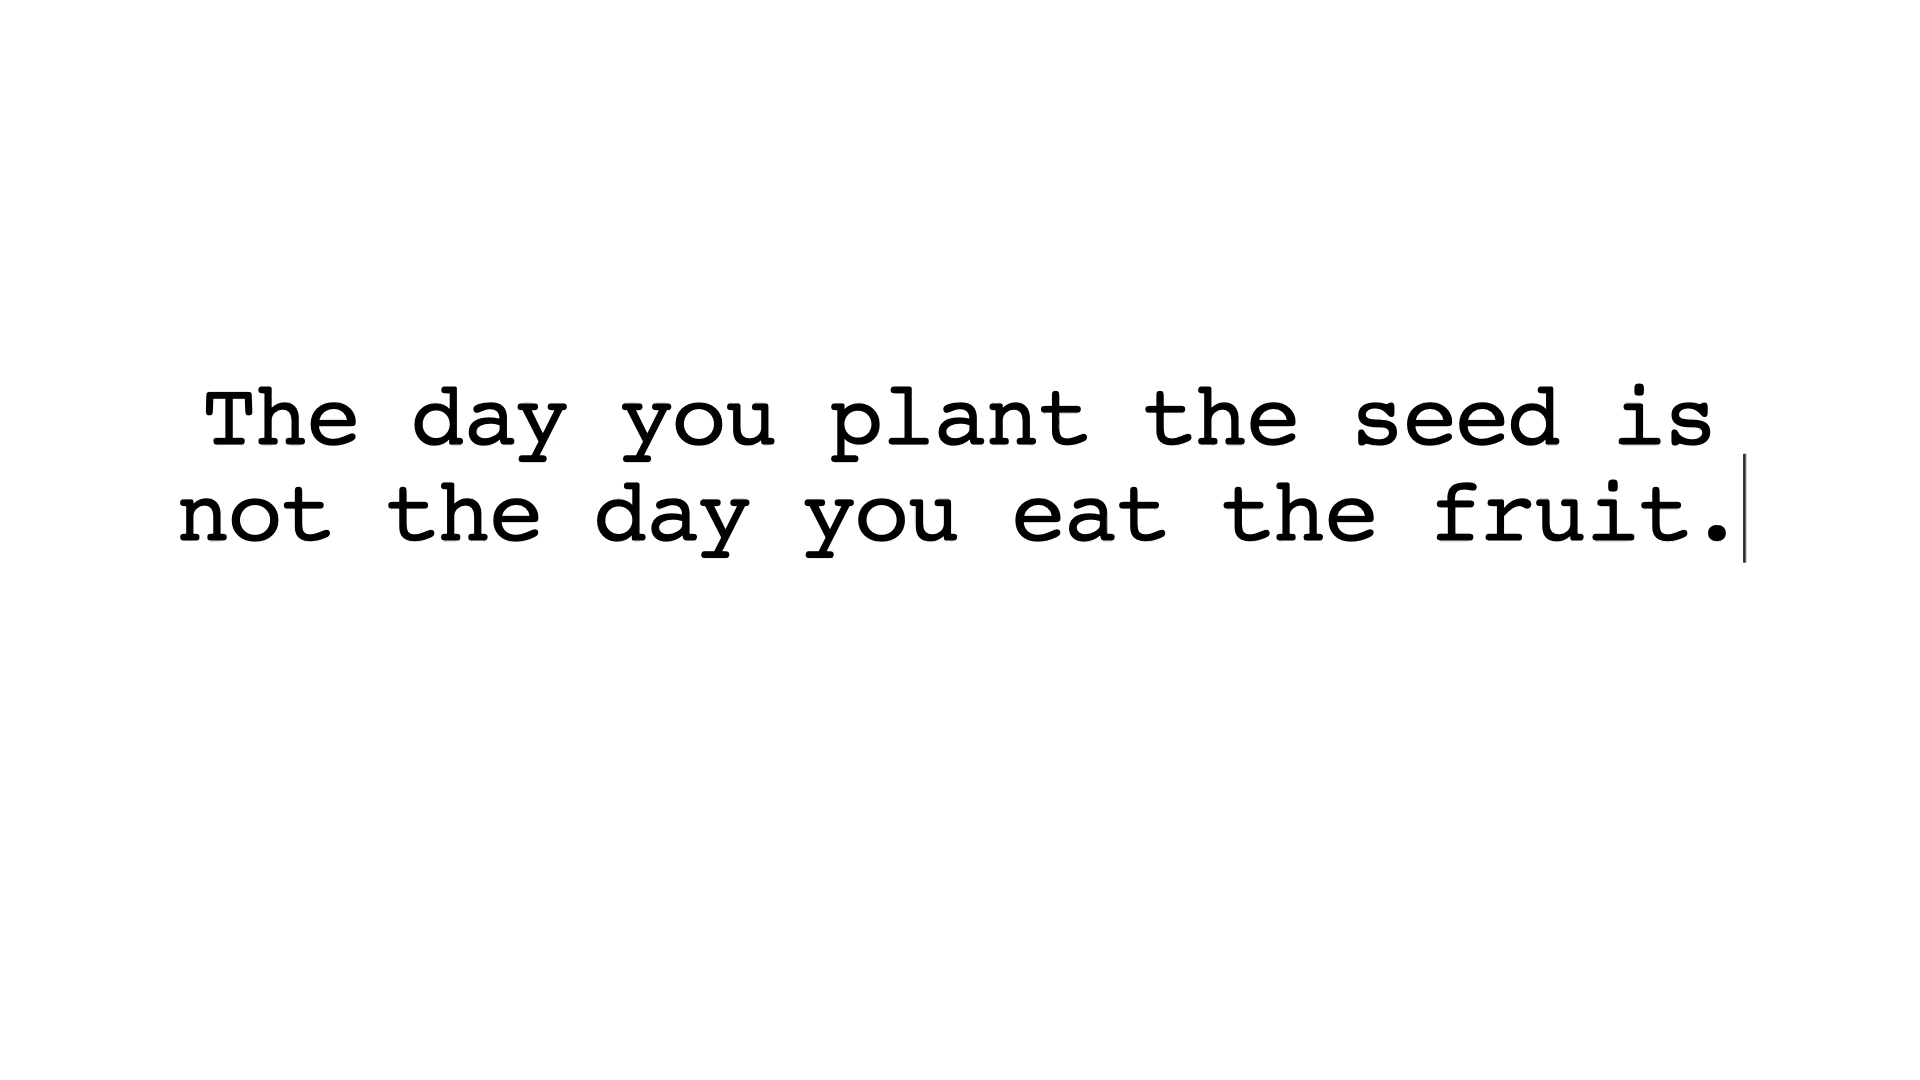 The day you plant the seed is
not the day you eat the fruit.